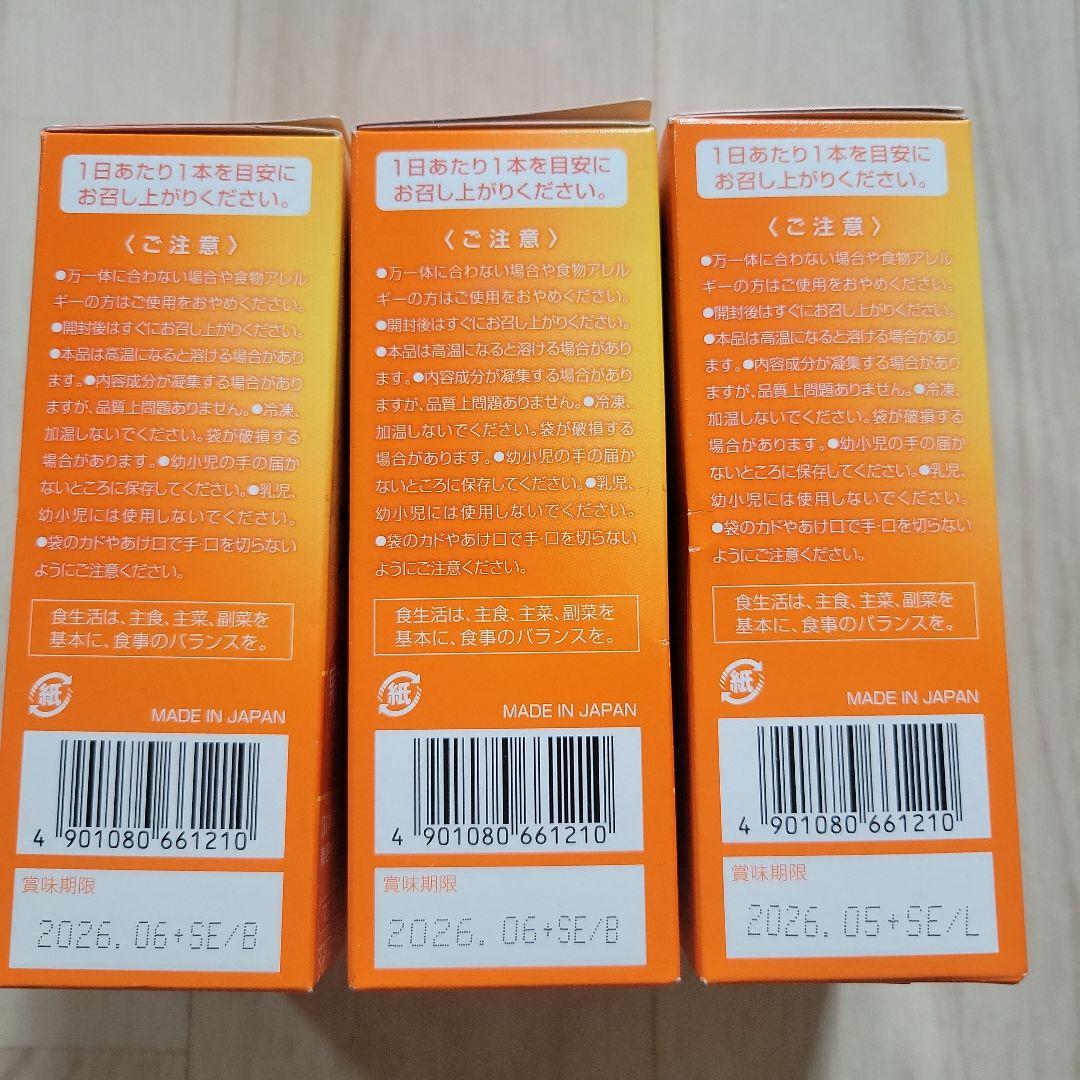 1日あたり1本を目安に
お召し上がりください。
〈ご注意〉
●万一体に合わない場合や食物アレル
ギーの方はご使用をおやめください。
●開封後はすぐにお召し上がりください。
●本品は高温になると溶ける場合があり
ます。●内容成分が凝集する場合があり
ますが、品質上問題ありません。●冷凍、
加温しないでください。袋が破損する
場合があります。●幼小児の手の届か
ないところに保存してください。●乳児、
幼小児には使用しないでください。
●袋のカドやあけ口で手・口を切らない
ようにご注意ください。
食生活は、主食、主菜、副菜を
基本に、食事のバランスを。
紙
MADE IN JAPAN
4 901080 661210
賞味期限
2026.06+SE/B
1日あたり1本を目安に
お召し上がりください。
〈ご注意〉
●万一体に合わない場合や食物アレル
ギーの方はご使用をおやめください。
●開封後はすぐにお召し上がりください。
●本品は高温になると溶ける場合があり
ます。●内容成分が凝集する場合があり
ますが、品質上問題ありません。●冷凍、
加温しないでください。袋が破損する
場合があります。●幼小児の手の届か
ないところに保存してください。●乳児、
幼小児には使用しないでください。
●袋のカドやあけ口で手・口を切らない
ようにご注意ください。
食生活は、主食、主菜、副菜を
基本に、食事のバランスを。
紙
MADE IN JAPAN
4 901080 661210
賞味期限
2026.06+SE/B
1日あたり1本を目安に
お召し上がりください。
〈ご注意〉
●万一体に合わない場合や食物アレル
ギーの方はご使用をおやめください。
●開封後はすぐにお召し上がりください。
●本品は高温になると溶ける場合があり
ます。●内容成分が凝集する場合があり
ますが、品質上問題ありません。●冷凍、
加温しないでください。袋が破損する
場合があります。●幼小児の手の届か
ないところに保存してください。●乳児、
幼小児には使用しないでください。
●袋のカドやあけ口で手・口を切らない
ようにご注意ください。
食生活は、主食、主菜、副菜を
基本に、食事のバランスを。
紙
MADE IN JAPAN
4 901080 661210
賞味期限
2026.05+SE/L